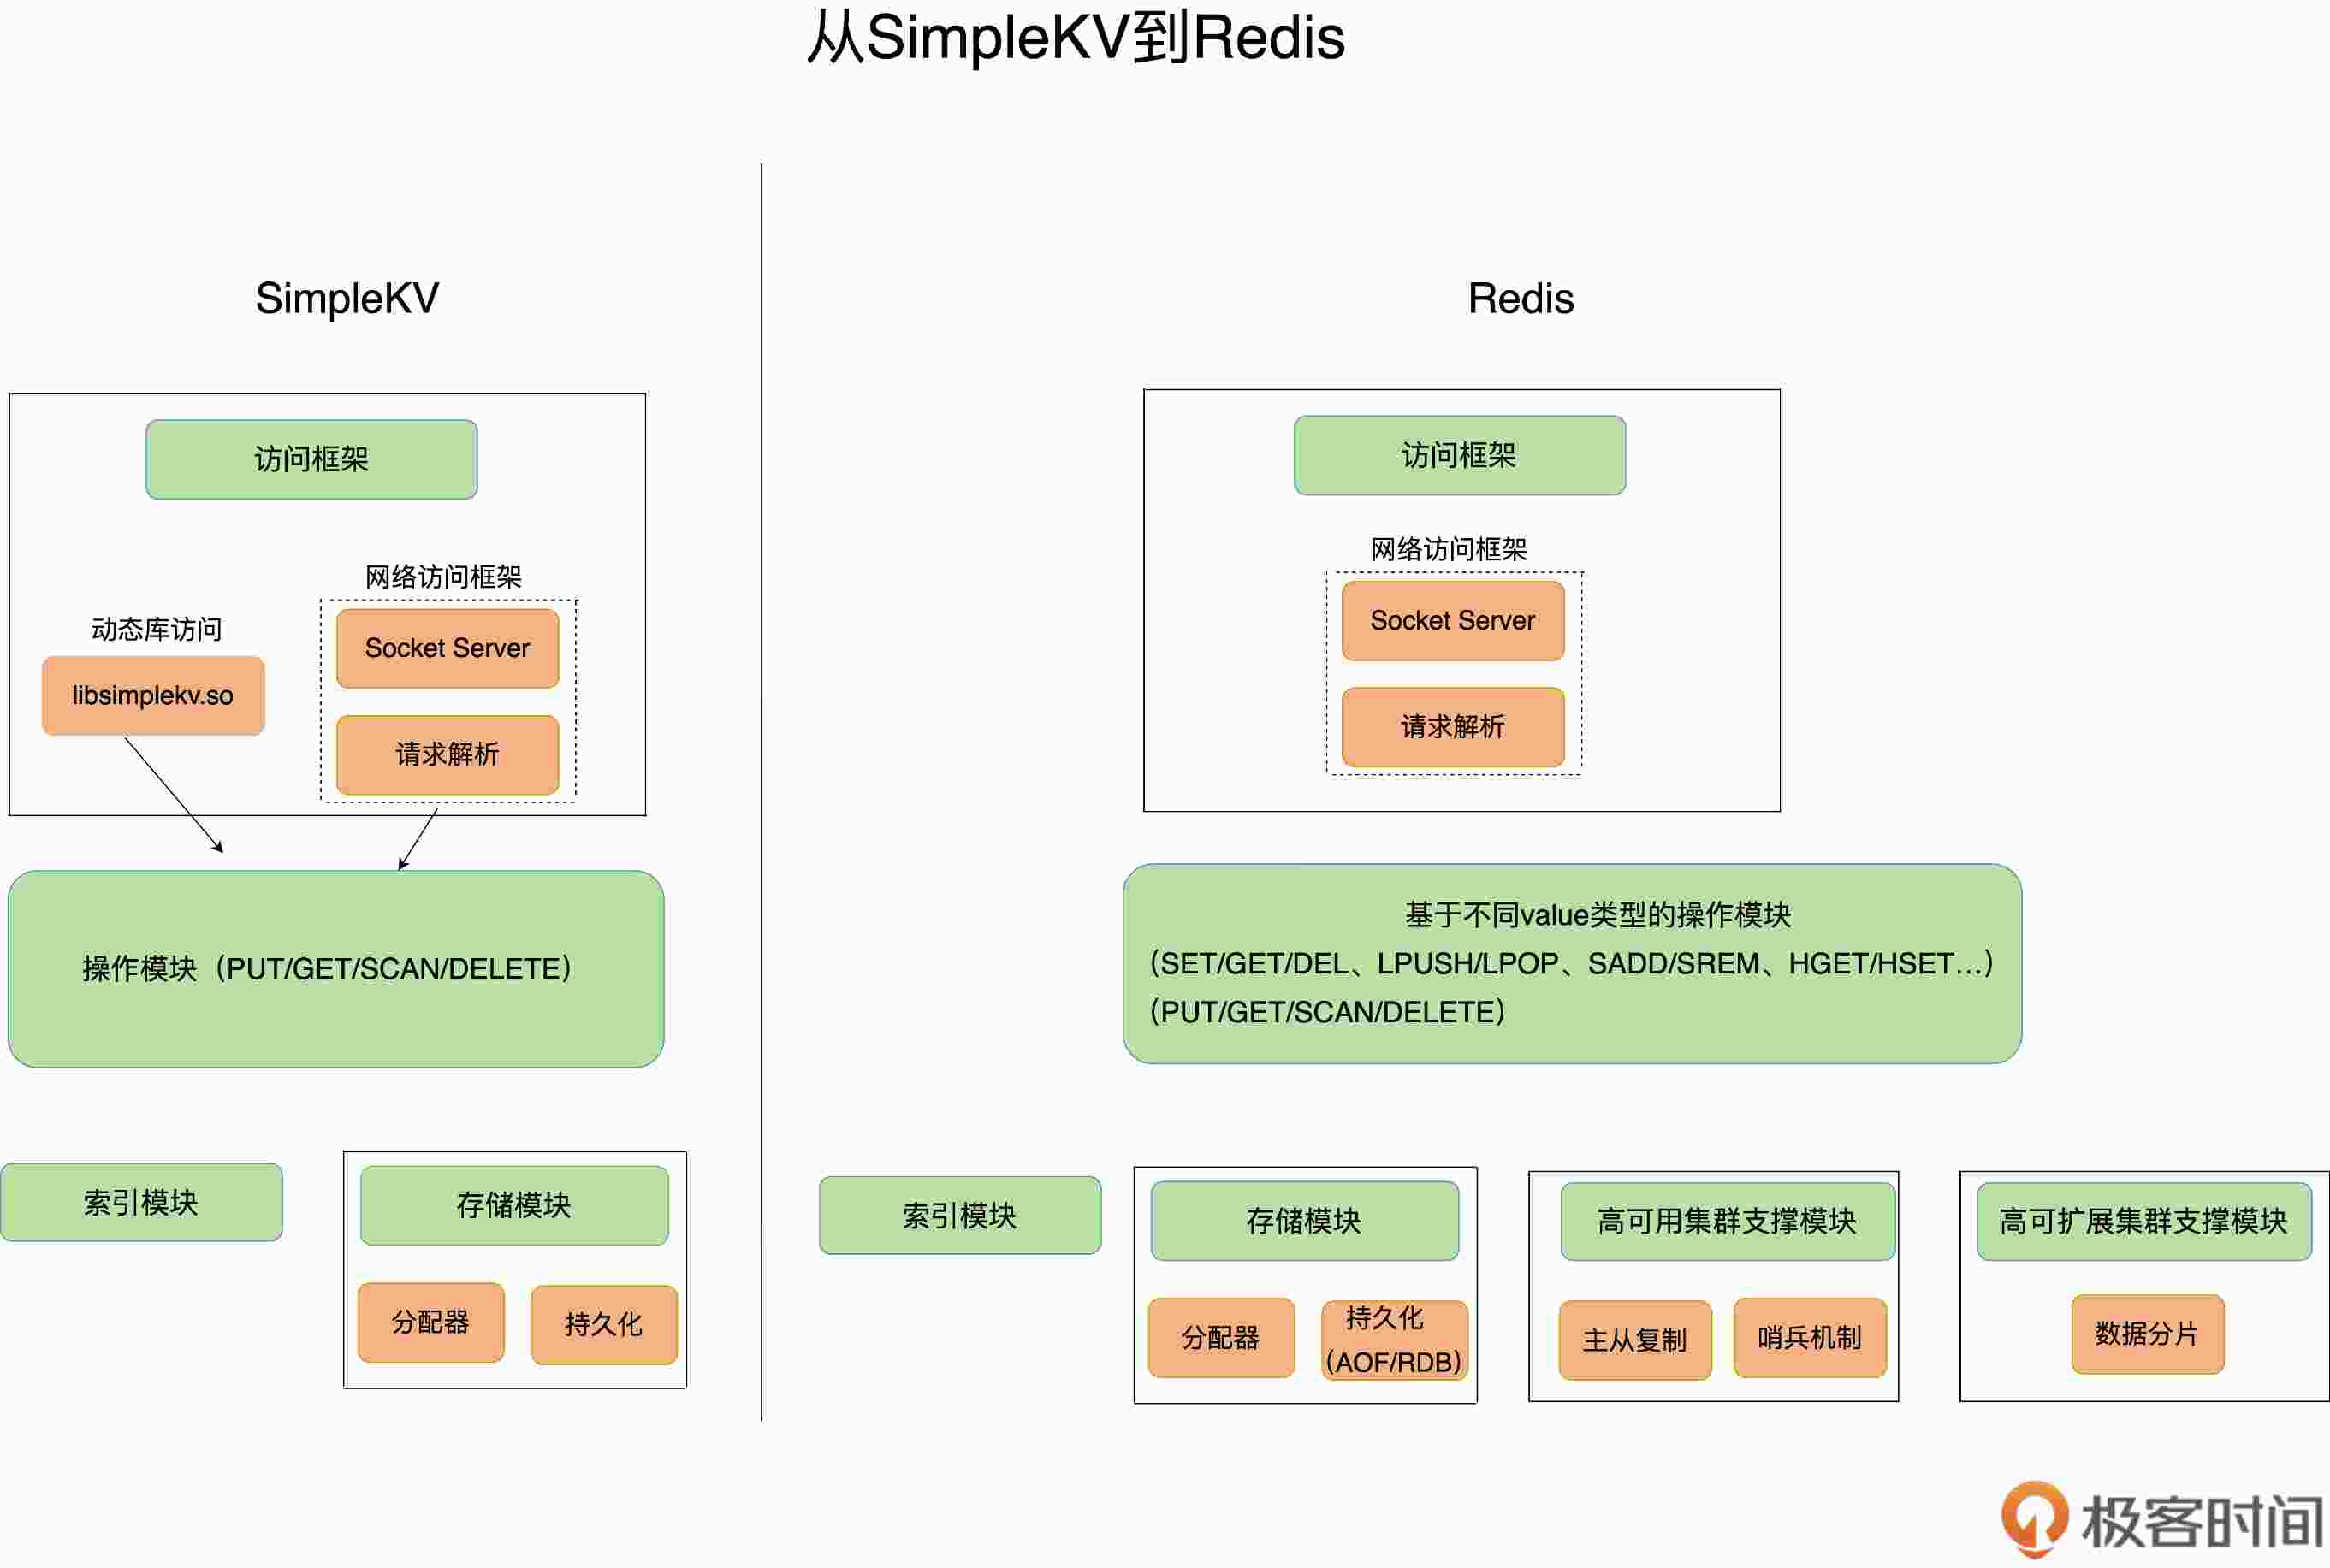 从SimpleKV到Redis
SimpleKV
访问框架
动态库访问
libsimplekv.so
网络访问框架
Socket Server
请求解析
操作模块（PUT/GET/SCAN/DELETE）
索引模块
存储模块
分配器
持久化
Redis
访问框架
网络访问框架
Socket Server
请求解析
基于不同value类型的操作模块
（SET/GET/DEL、LPUSH/LPOP、SADD/SREM、HGET/HSET...）
（PUT/GET/SCAN/DELETE）
索引模块
存储模块
分配器
持久化
（AOF/RDB）
高可用集群支撑模块
主从复制
哨兵机制
高可扩展集群支撑模块
数据分片
极客时间